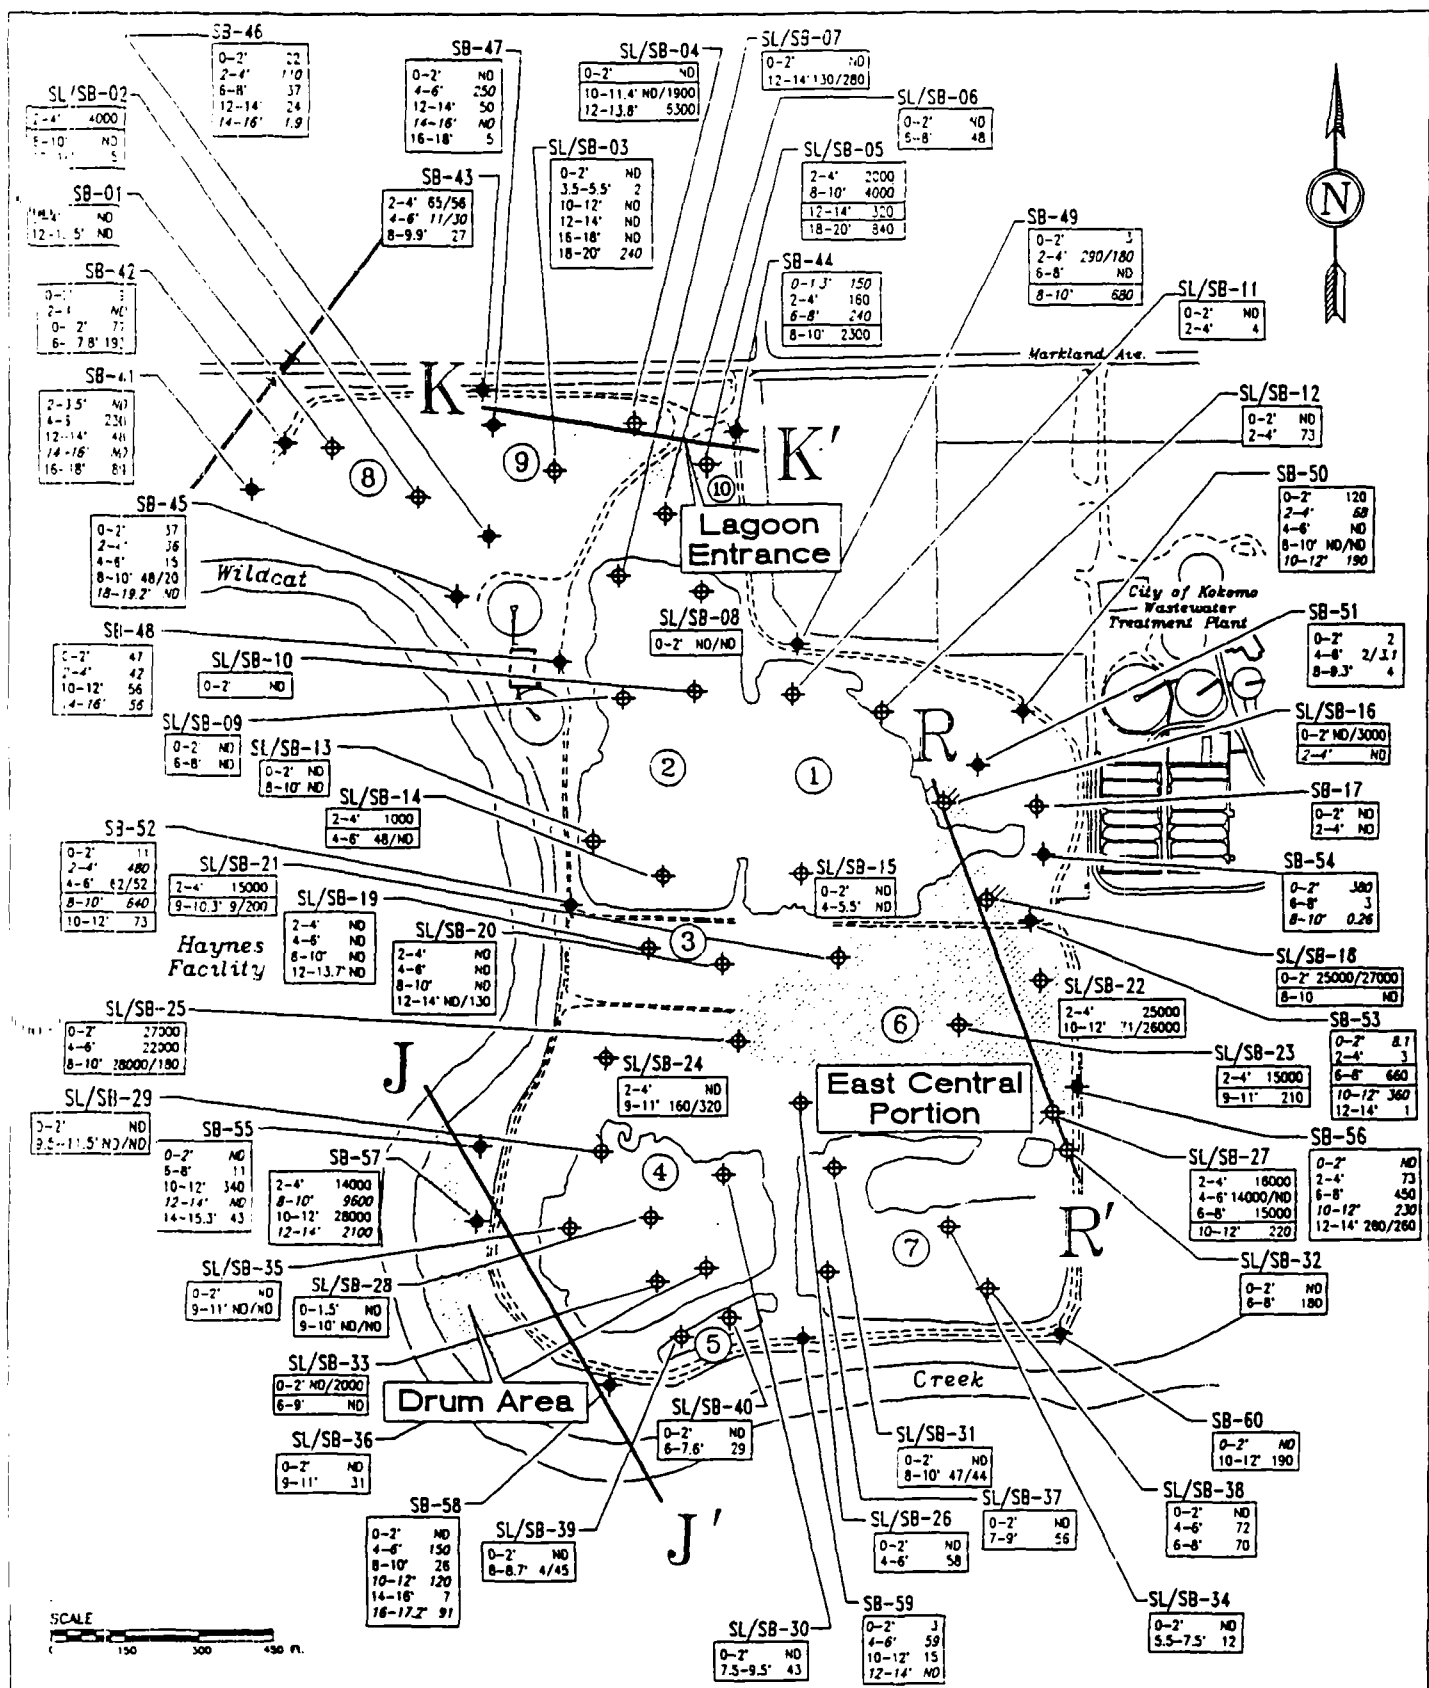 SB-46
0-2' 22
2-4'
6-8' 37
12-14' 24
14-16' 1.9
SB-47
0-2' ND
4-6' 250
12-14' 50
14-16' ND
16-18' 5
SL/SB-04
0-2' ND
10-11.4' ND/1900
12-13.8' 5300
SL/SB-07
0-2' ND
12-14' 130/280
SL/SB-02
2-4' 4000
8-10' ND
5
SL/SB-06
0-2' ND
6-8' 48
SL/SB-03
0-2' ND
3.5-5.5' 2
10-12' ND
12-14' ND
16-18' ND
18-20' 240
SL/SB-05
2-4' 2000
8-10' 4000
12-14' 320
18-20' 840
SB-43
2-4' 65/56
4-6' 11/30
8-9.9' 27
SB-01
ND
ND
N
SB-49
0-2' 3
2-4' 290/180
6-8' ND
8-10' 680
SB-44
0-1.3' 150
2-4' 160
6-8' 240
8-10' 2300
SB-42
SL/SB-11
0-2' ND
2-4' 4
Markland Ave.
SB-41
2-3.5' ND
12-14' 48
14-16' ND
16-18'
K
K'
SL/SB-12
0-2' ND
2-4' 73
8
9
10
SB-50
0-2' 120
2-4' 68
4-6' ND
8-10' ND/ND
10-12' 190
SB-45
0-2' 37
2-4' 36
4-6' 15
8-10' 48/20
18-19.2' ND
Lagoon
Entrance
Wildcat
City of Kokomo
Wastewater
Treatment Plant
SB-51
0-2' 2
4-6' 2/3.1
8-9.3' 4
SL/SB-08
0-2' ND/ND
SB-48
0-2' 47
2-4' 42
10-12' 56
14-16' 56
SL/SB-10
0-2' ND
SL/SB-16
0-2' ND/3000
2-4' ND
SL/SB-09
0-2' ND
6-8' ND
SL/SB-13
0-2' ND
8-10' ND
R
2
1
SL/SB-14
2-4' 1000
4-6' 48/ND
SB-17
0-2' ND
2-4' ND
SB-52
0-2' 11
2-4' 480
4-6' 62/52
8-10' 640
10-12' 73
SL/SB-21
2-4' 15000
9-10.3' 9/200
SL/SB-15
0-2' ND
4-5.5' ND
SB-54
0-2' 380
6-8' 3
8-10' 0.26
SL/SB-19
2-4' ND
4-6' ND
8-10' ND
12-13.7' ND
SL/SB-20
2-4' ND
4-6' ND
8-10' ND
12-14' ND/130
3
Haynes
Facility
SL/SB-18
0-2' 25000/27000
8-10 ND
SL/SB-22
2-4' 25000
10-12' 71/26000
SL/SB-25
0-2' 27000
4-6' 22000
8-10' 28000/180
6
SB-53
0-2' 8.1
2-4' 3
6-8' 660
10-12' 360
12-14' 1
SL/SB-23
2-4' 15000
9-11' 210
SL/SB-24
2-4' ND
9-11' 160/320
East Central
Portion
J
SL/SB-29
0-2' ND
9.5-11.5' ND/ND
SB-55
0-2' ND
6-8' 11
10-12' 340
12-14' ND
14-15.3' 43
SB-57
2-4' 14000
8-10' 9600
10-12' 28000
12-14' 2100
4
SL/SB-27
2-4' 16000
4-6' 14000/ND
6-8' 15000
10-12' 220
SB-56
0-2' ND
2-4' 73
6-8' 450
10-12' 230
12-14' 280/260
R'
7
SL/SB-35
0-2' ND
9-11' ND/ND
SL/SB-28
0-1.5' ND
9-10' ND/ND
SL/SB-32
0-2' ND
6-8' 180
5
SL/SB-33
0-2' ND/2000
6-9' ND
Drum Area
Creek
SL/SB-40
0-2' ND
6-7.6' 29
SL/SB-36
0-2' ND
9-11' 31
SB-60
0-2' ND
10-12' 190
SL/SB-31
0-2' ND
8-10' 47/44
SB-58
0-2' ND
4-6' 150
8-10' 26
10-12' 120
14-16' 7
16-17.2' 91
J'
SL/SB-39
0-2' ND
8-8.7' 4/45
SL/SB-37
0-2' ND
7-9' 56
SL/SB-38
0-2' ND
4-6' 72
6-8' 70
SL/SB-26
0-2' ND
4-6' 58
SB-59
0-2' 3
4-6' 59
10-12' 15
12-14' ND
SL/SB-34
0-2' ND
5.5-7.5' 12
SL/SB-30
0-2' ND
7.5-9.5' 43
SCALE
150 300 450 Ft.